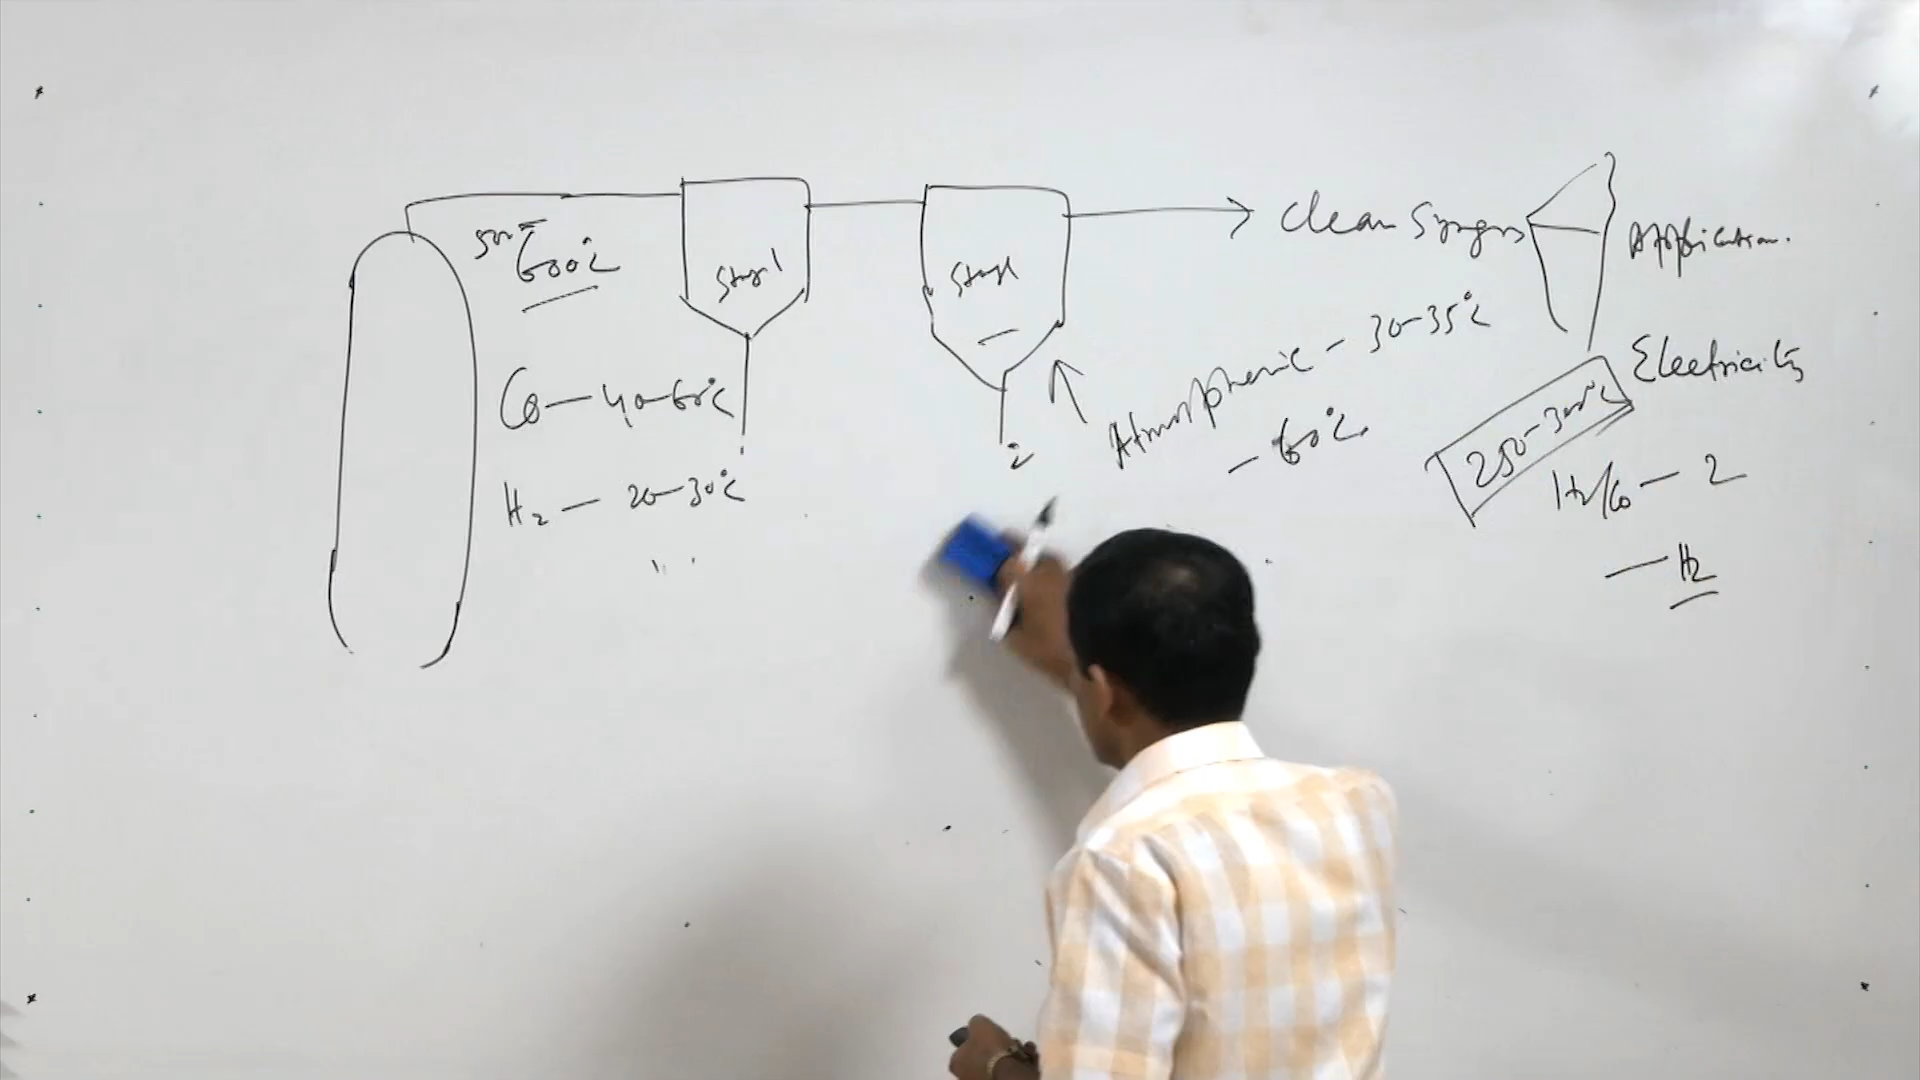 500-
600°C
Stage 1
Stage
Clean Syngas
Application.
CO — 40-60°C
H2 — 20-30°C
2
Atmospheric - 30-35°C
- 60°C.
250-300°C
Electricity
H2/CO — 2
— H2